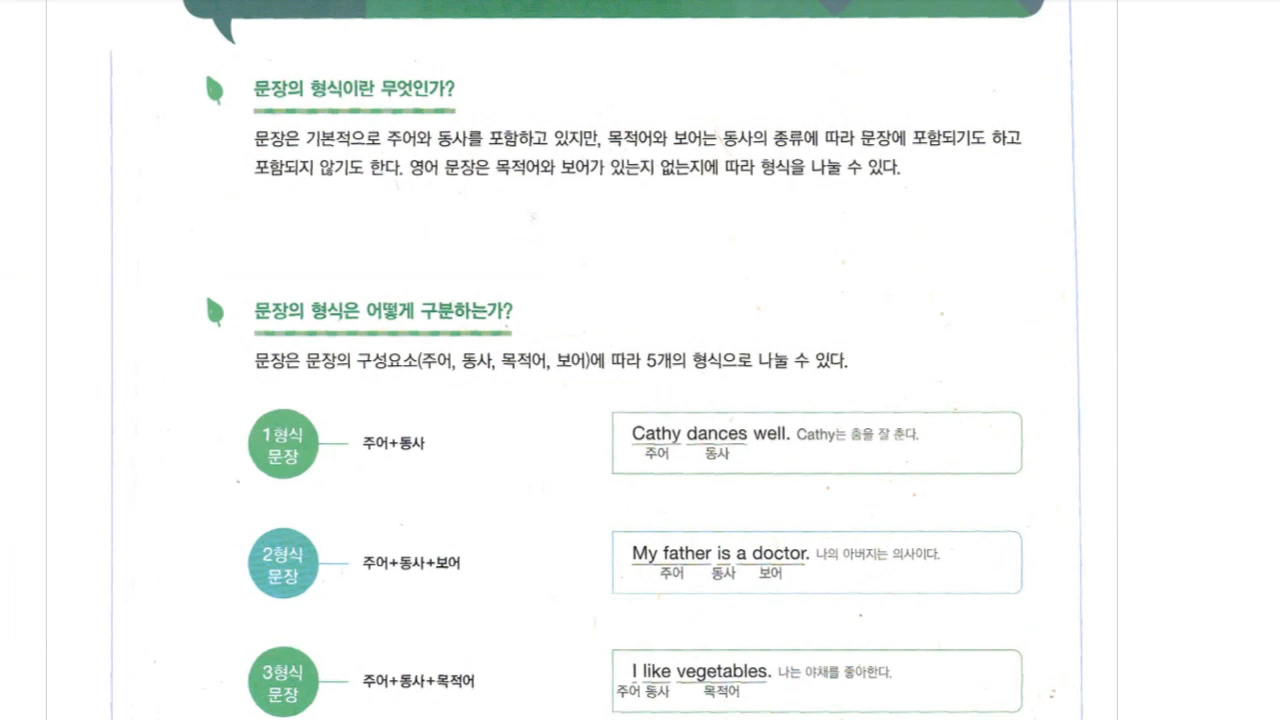 문장의 형식이란 무엇인가?
문장은 기본적으로 주어와 동사를 포함하고 있지만, 목적어와 보어는 동사의 종류에 따라 문장에 포함되기도 하고
포함되지 않기도 한다. 영어 문장은 목적어와 보어가 있는지 없는지에 따라 형식을 나눌 수 있다.
문장의 형식은 어떻게 구분하는가?
문장은 문장의 구성요소(주어, 동사, 목적어, 보어)에 따라 5개의 형식으로 나눌 수 있다.
1형식
문장
주어+동사
Cathy dances well. Cathy는 춤을 잘 춘다.
주어 동사
2형식
문장
주어+동사+보어
My father is a doctor. 나의 아버지는 의사이다.
주어 동사 보어
3형식
문장
주어+동사+목적어
I like vegetables. 나는 야채를 좋아한다.
주어 동사 목적어